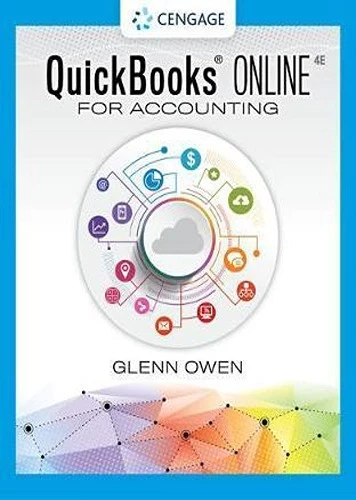 CENGAGE
QuickBooks® ONLINE 4E
FOR ACCOUNTING
$
@
GLENN OWEN